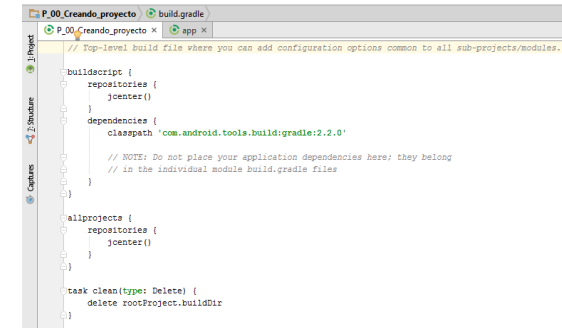 P_00_Creando_proyecto build.gradle
P_00_Creando_proyecto × app ×
1: Project
7: Structure
Captures
// Top-level build file where you can add configuration options common to all sub-projects/modules.
buildscript {
    repositories {
        jcenter()
    }
    dependencies {
        classpath 'com.android.tools.build:gradle:2.2.0'
        // NOTE: Do not place your application dependencies here; they belong
        // in the individual module build.gradle files
    }
}
allprojects {
    repositories {
        jcenter()
    }
}
task clean(type: Delete) {
    delete rootProject.buildDir
}